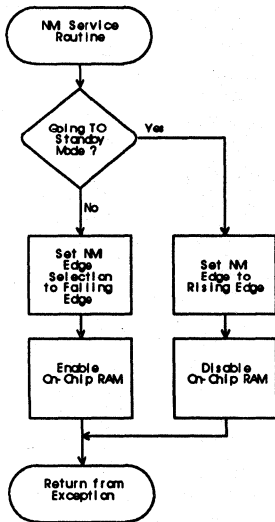 NMI Service
Routine
Going TO
Standby
Mode ?
Yes
No
Set NMI
Edge
Selection
to Falling
Edge
Set NMI
Edge to
Rising Edge
Enable
On-Chip RAM
Disable
On-Chip RAM
Return from
Exception